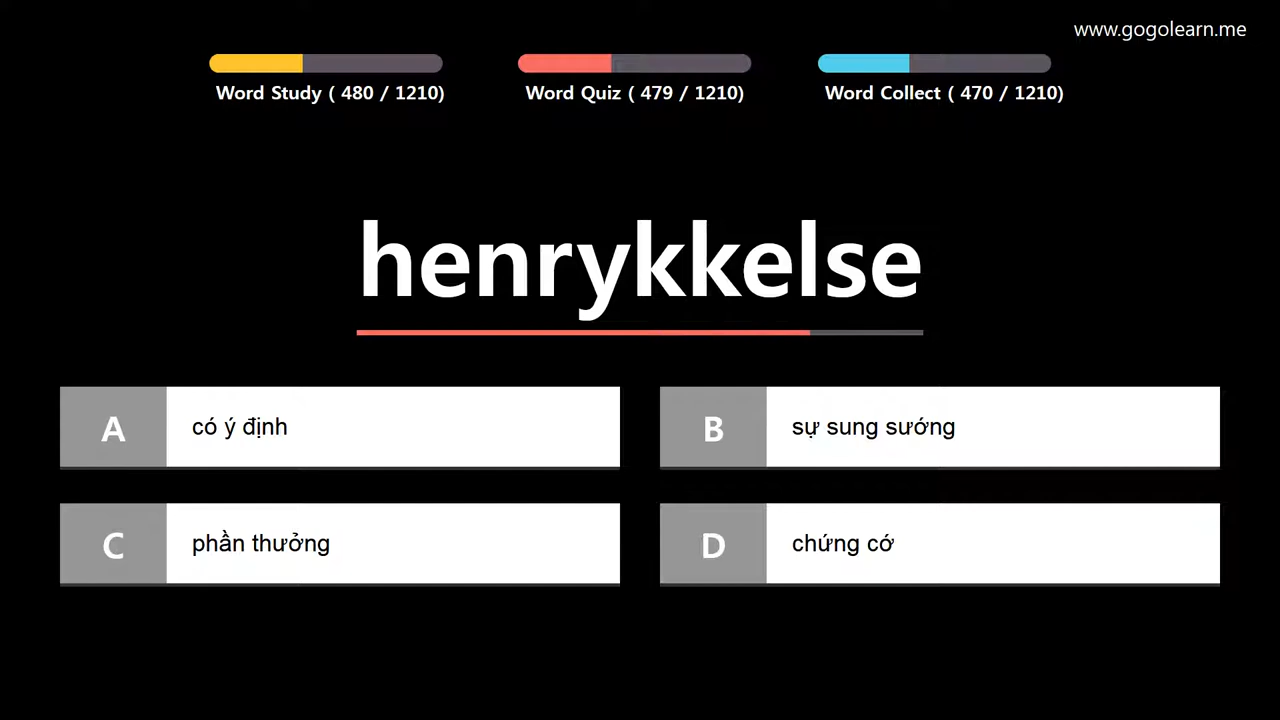 www.gogolearn.me
Word Study ( 480 / 1210)
Word Quiz ( 479 / 1210)
Word Collect ( 470 / 1210)
henrykkelse
A
có ý định
B
sự sung sướng
C
phần thưởng
D
chứng cớ